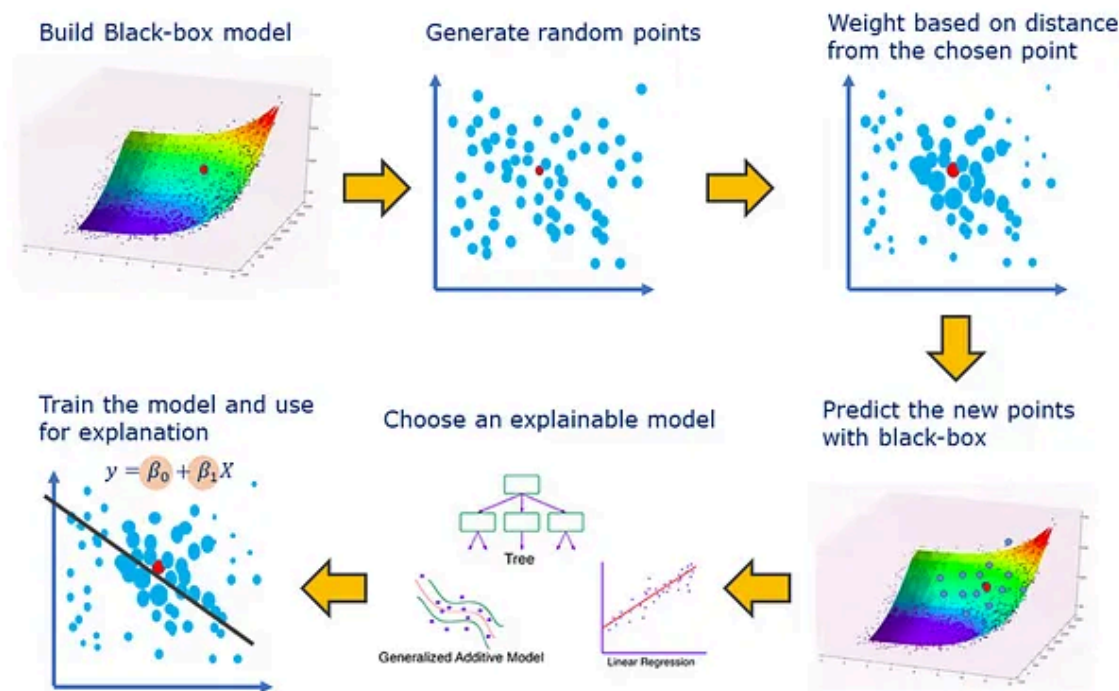 Build Black-box model
Generate random points
Weight based on distance
from the chosen point
Predict the new points
with black-box
Choose an explainable model
Tree
Generalized Additive Model
Linear Regression
Train the model and use
for explanation
y = β₀ + β₁X